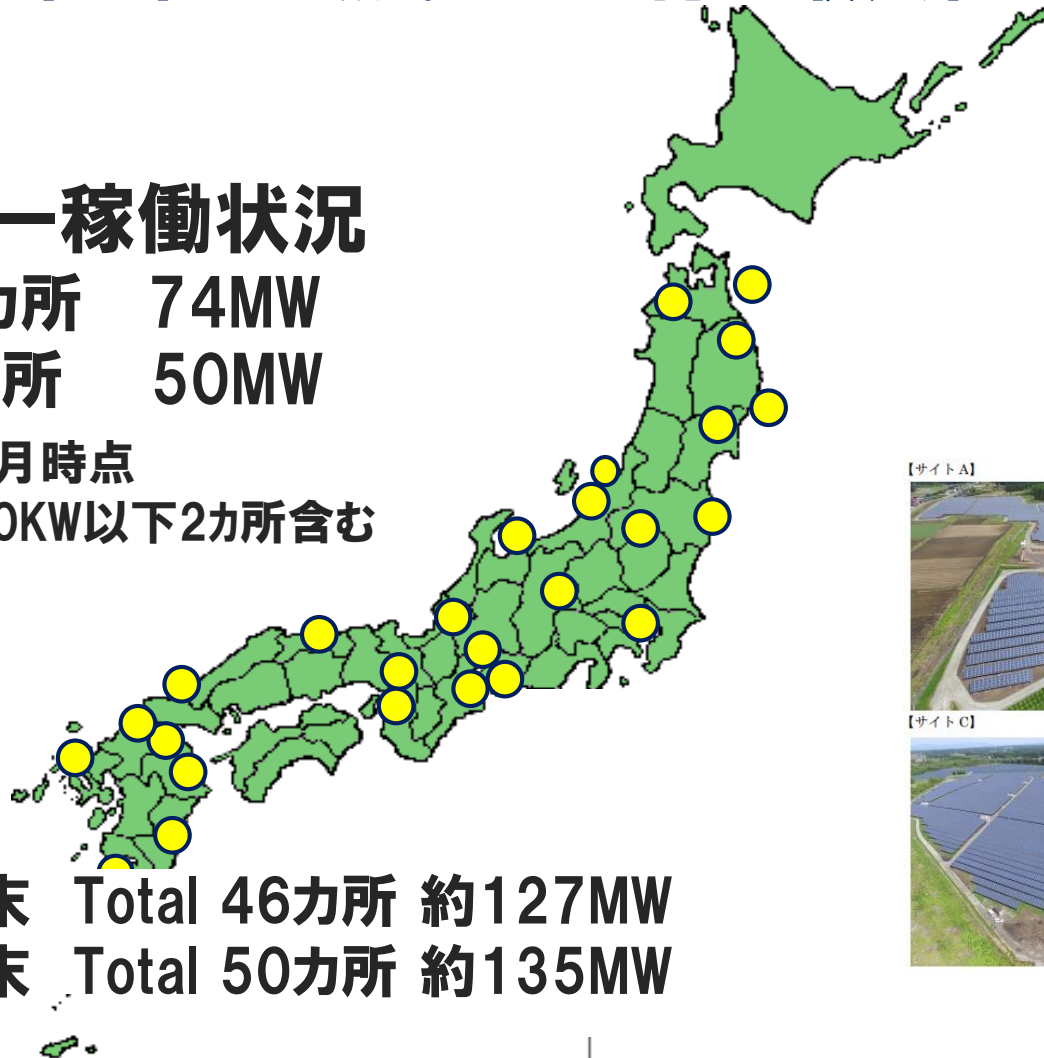 ー稼働状況
カ所 74MW
所 50MW
月時点
0KW以下2カ所含む
【サイトA】
【サイトC】
末 Total 46カ所 約127MW
末 Total 50カ所 約135MW